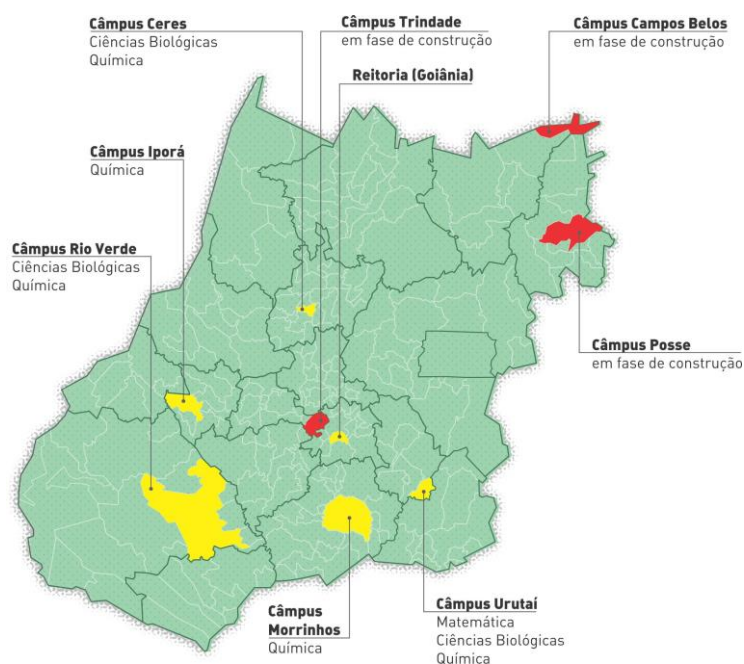 Câmpus Ceres
Ciências Biológicas
Química
Câmpus Trindade
em fase de construção
Câmpus Campos Belos
em fase de construção
Reitoria (Goiânia)
Câmpus Iporá
Química
Câmpus Rio Verde
Ciências Biológicas
Química
Câmpus Posse
em fase de construção
Câmpus
Morrinhos
Química
Câmpus Urutaí
Matemática
Ciências Biológicas
Química